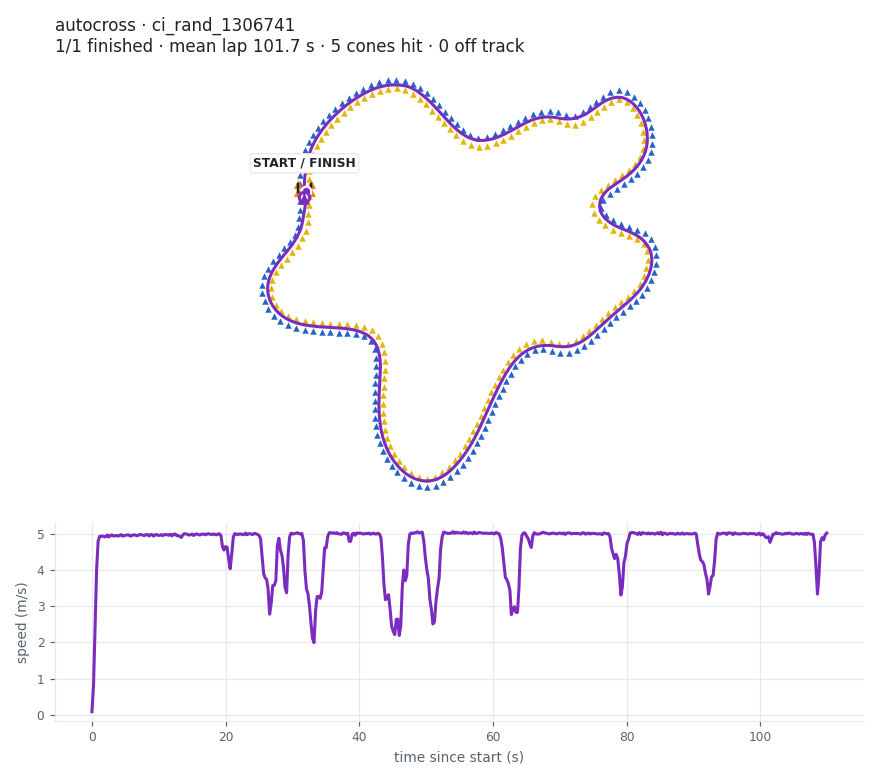 autocross · ci_rand_1306741
1/1 finished · mean lap 101.7 s · 5 cones hit · 0 off track
START / FINISH
5
4
3
2
1
0
speed (m/s)
0 20 40 60 80 100
time since start (s)